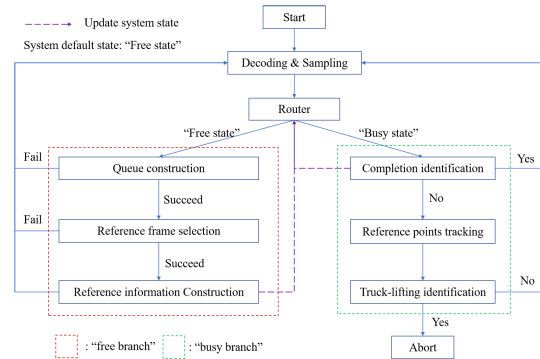 Start
Update system state
System default state: "Free state"
Decoding & Sampling
Router
"Free state"
"Busy state"
Fail
Queue construction
Completion identification
Yes
Succeed
No
Fail
Reference frame selection
Reference points tracking
Succeed
Reference information Construction
Truck-lifting identification
No
Yes
: "free branch"
: "busy branch"
Abort